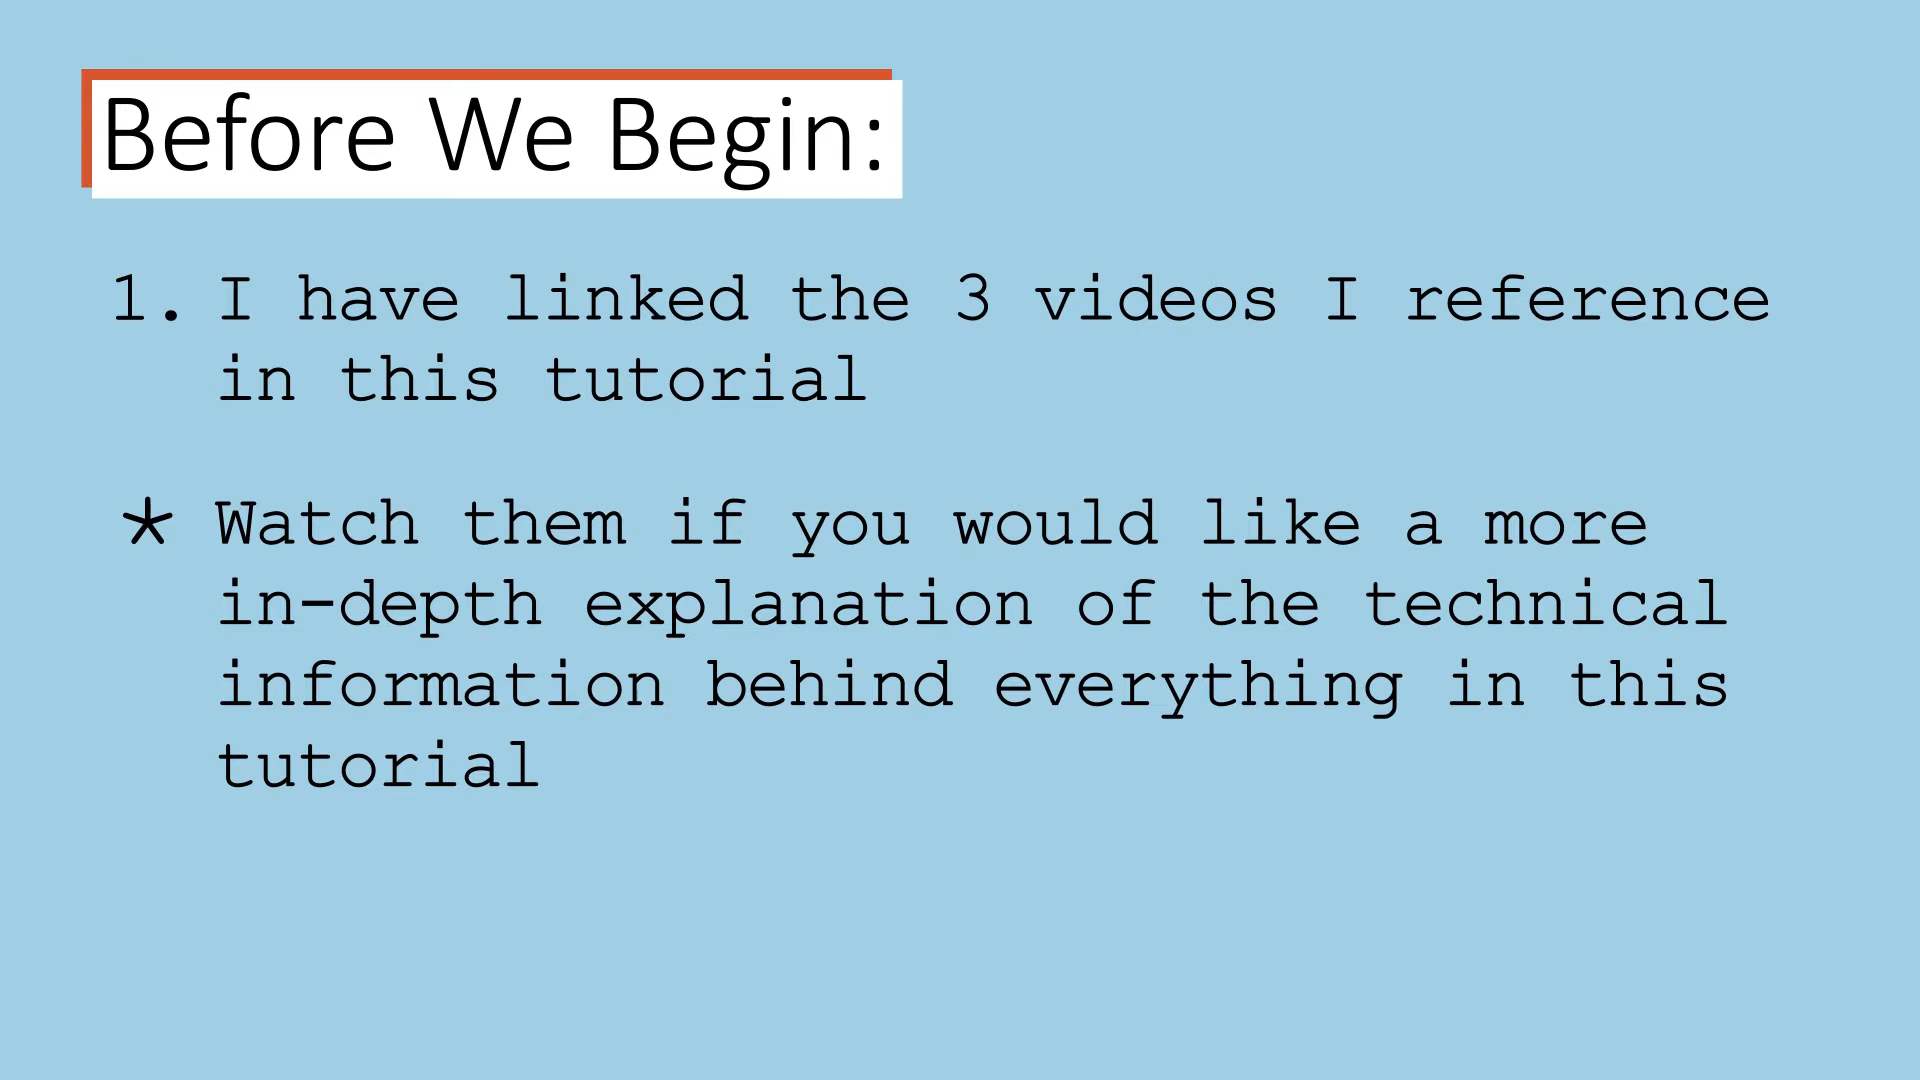 Before We Begin:
1. I have linked the 3 videos I reference
in this tutorial
* Watch them if you would like a more
in-depth explanation of the technical
information behind everything in this
tutorial